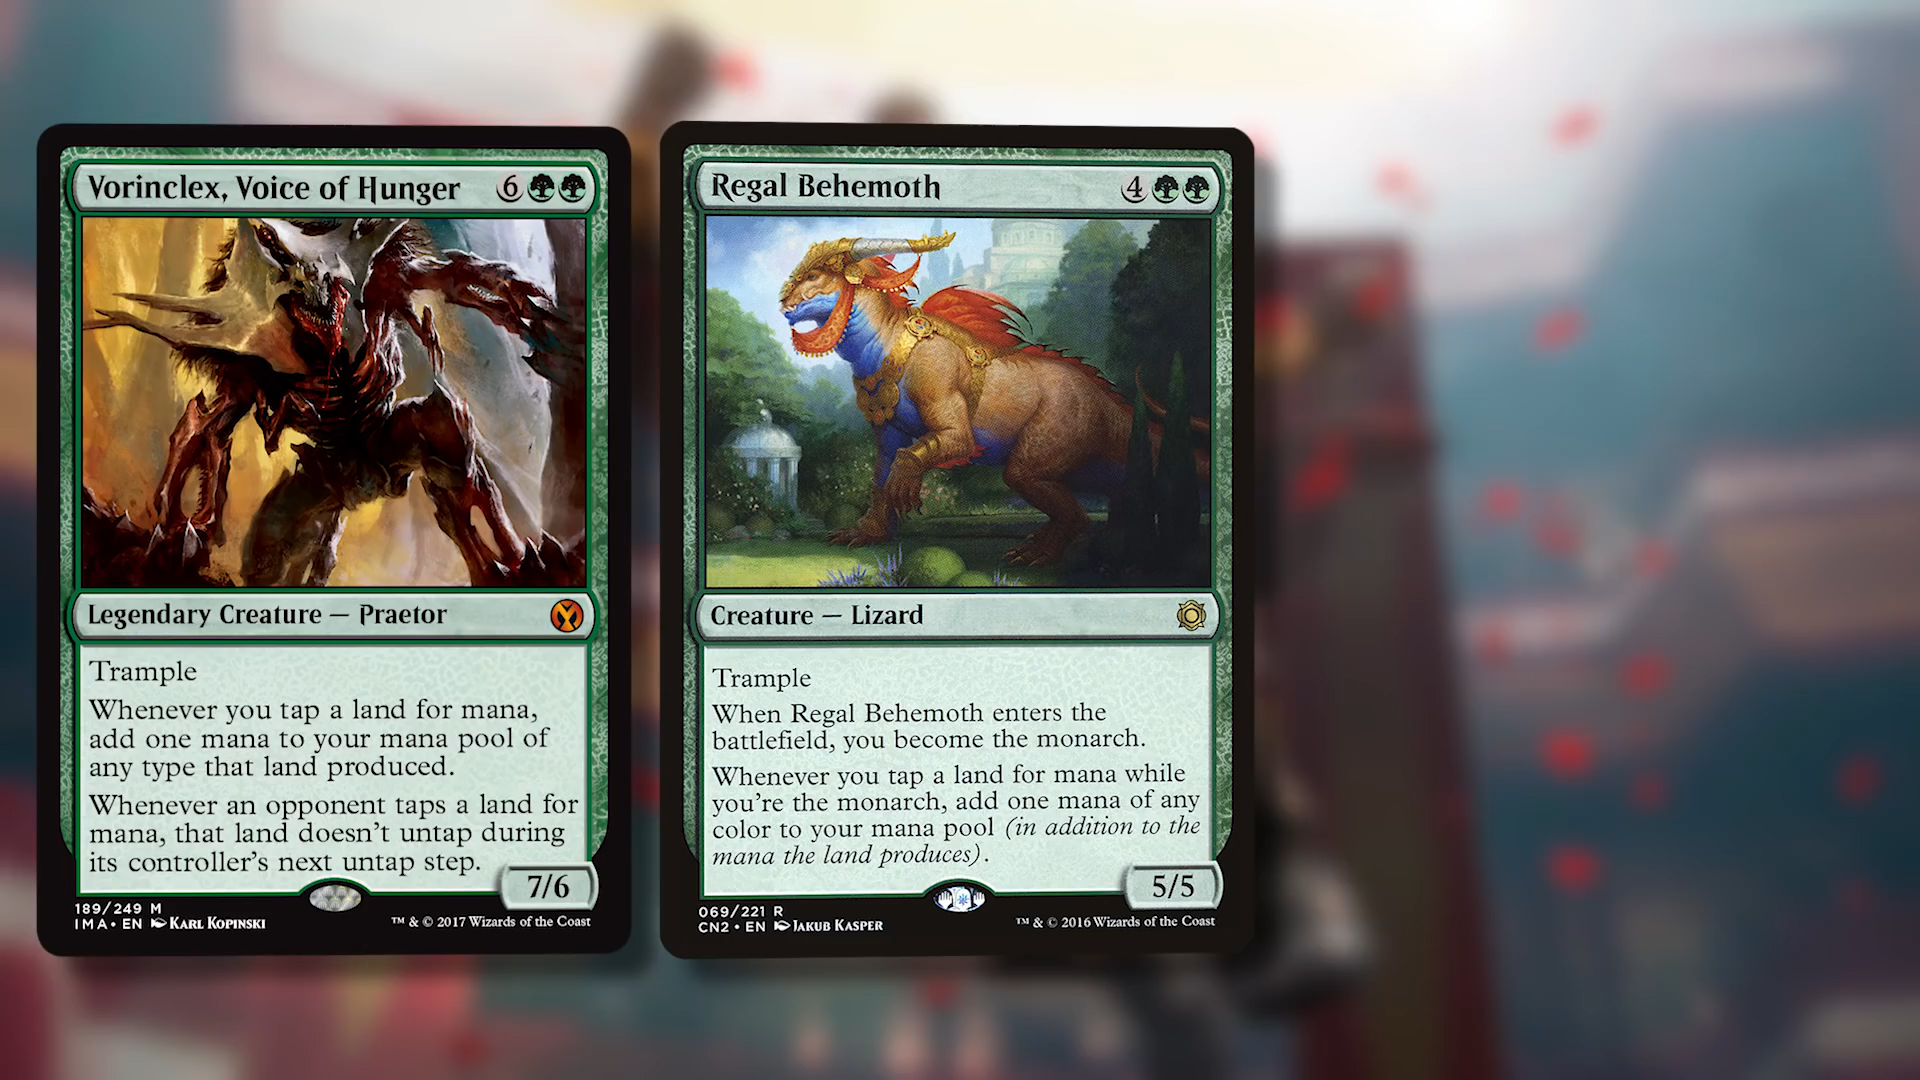 Vorinclex, Voice of Hunger 6
Legendary Creature — Praetor
Trample
Whenever you tap a land for mana,
add one mana to your mana pool of
any type that land produced.
Whenever an opponent taps a land for
mana, that land doesn't untap during
its controller's next untap step.
7/6
189/249 M
IMA • EN KARL KOPINSKI
™ & © 2017 Wizards of the Coast
Regal Behemoth 4
Creature — Lizard
Trample
When Regal Behemoth enters the
battlefield, you become the monarch.
Whenever you tap a land for mana while
you're the monarch, add one mana of any
color to your mana pool (in addition to the
mana the land produces).
5/5
069/221 R
CN2 • EN JAKUB KASPER
™ & © 2016 Wizards of the Coast